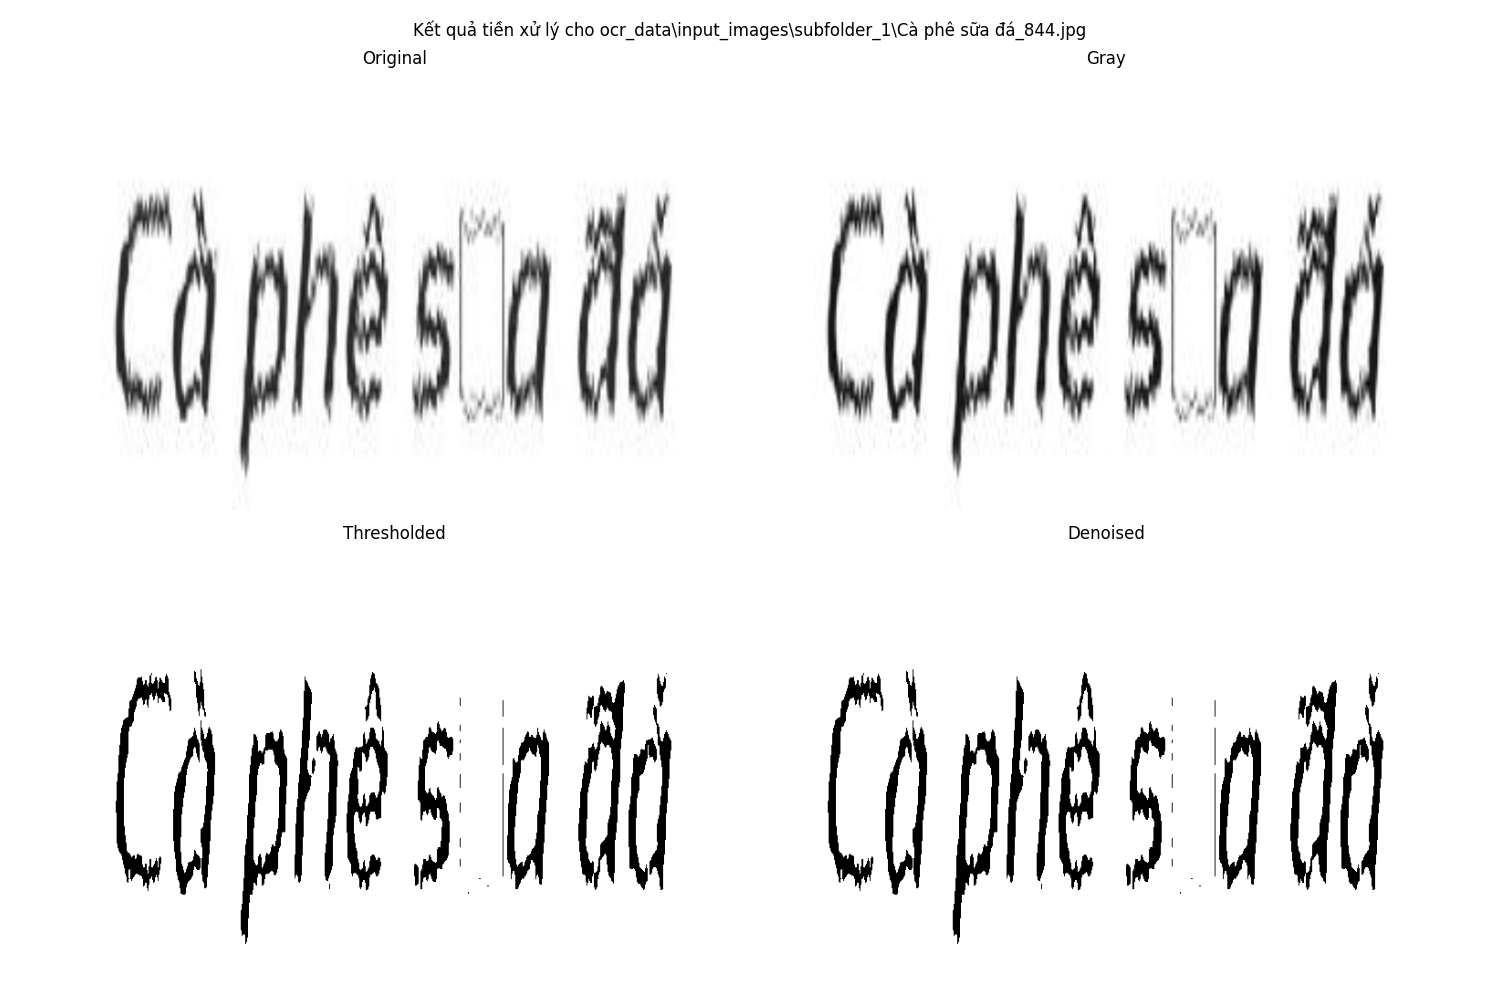 Kết quả tiền xử lý cho ocr_data\input_images\subfolder_1\Cà phê sữa đá_844.jpg
Original
Cà phê s□a đá
Gray
Cà phê s□a đá
Thresholded
Cà phê s□a đá
Denoised
Cà phê s□a đá